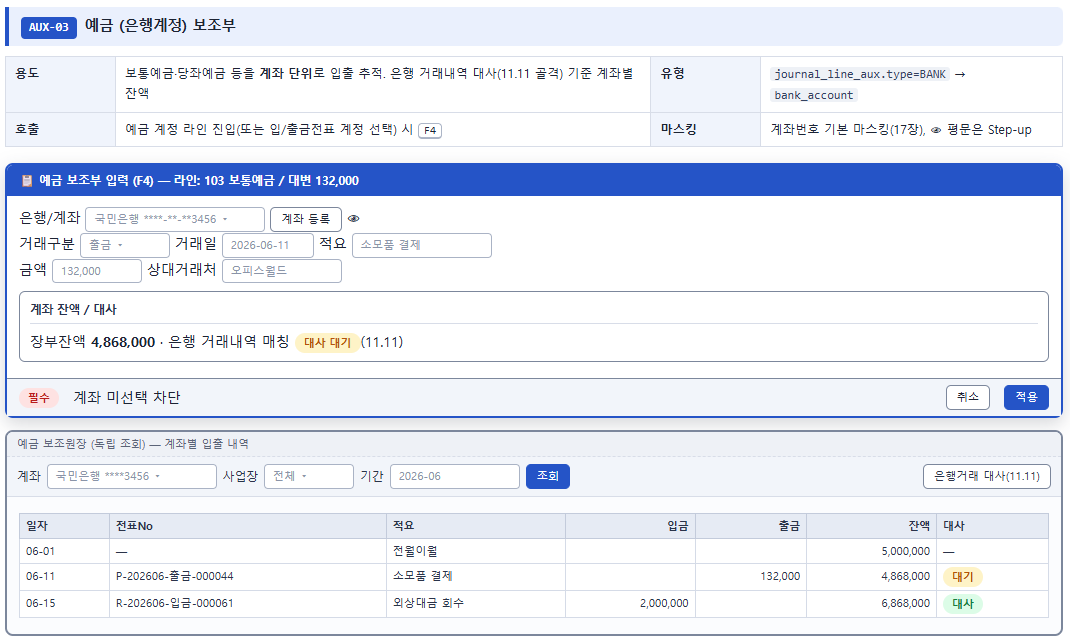 AUX-03 예금 (은행계정) 보조부
용도 보통예금·당좌예금 등을 계좌 단위로 입출 추적. 은행 거래내역 대사(11.11 골격) 기준 계좌별 잔액 유형 journal_line_aux.type=BANK → bank_account
호출 예금 계정 라인 진입(또는 입/출금전표 계정 선택) 시 F4 마스킹 계좌번호 기본 마스킹(17장), 👁 평문은 Step-up
📋 예금 보조부 입력 (F4) — 라인: 103 보통예금 / 대변 132,000
은행/계좌 국민은행 ****-**-**3456 ▾ 계좌 등록 👁
거래구분 출금 ▾ 거래일 2026-06-11 적요 소모품 결제
금액 132,000 상대거래처 오피스월드
계좌 잔액 / 대사
장부잔액 4,868,000 · 은행 거래내역 매칭 대사 대기 (11.11)
필수 계좌 미선택 차단 취소 적용
예금 보조원장 (독립 조회) — 계좌별 입출 내역
계좌 국민은행 ****3456 ▾ 사업장 전체 ▾ 기간 2026-06 조회 은행거래 대사(11.11)
일자 전표No 적요 입금 출금 잔액 대사
06-01 — 전월이월 5,000,000 —
06-11 P-202606-출금-000044 소모품 결제 132,000 4,868,000 대기
06-15 R-202606-입금-000061 외상대금 회수 2,000,000 6,868,000 대사